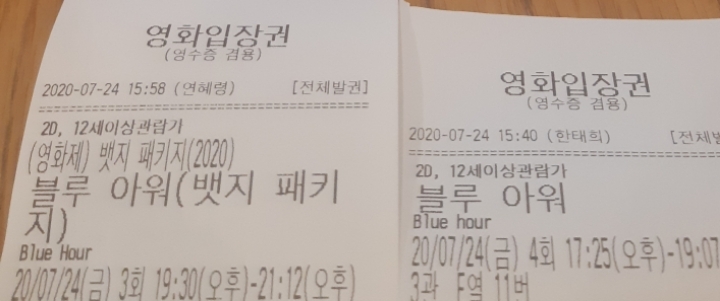 영화입장권
(영수증 겸용)
2020-07-24 15:58 (연혜령) [전체발권]
2D, 12세이상관람가
(영화제) 뱃지 패키지(2020)
블루 아워(뱃지 패키
지)
Blue Hour
20/07/24(금) 3회 19:30(오후)-21:12(오후)
영화입장권
(영수증 겸용)
2020-07-24 15:40 (한태희) [전체
2D, 12세이상관람가
블루 아워
Blue hour
20/07/24(금) 4회 17:25(오후)-19:07
3관 F열 11번